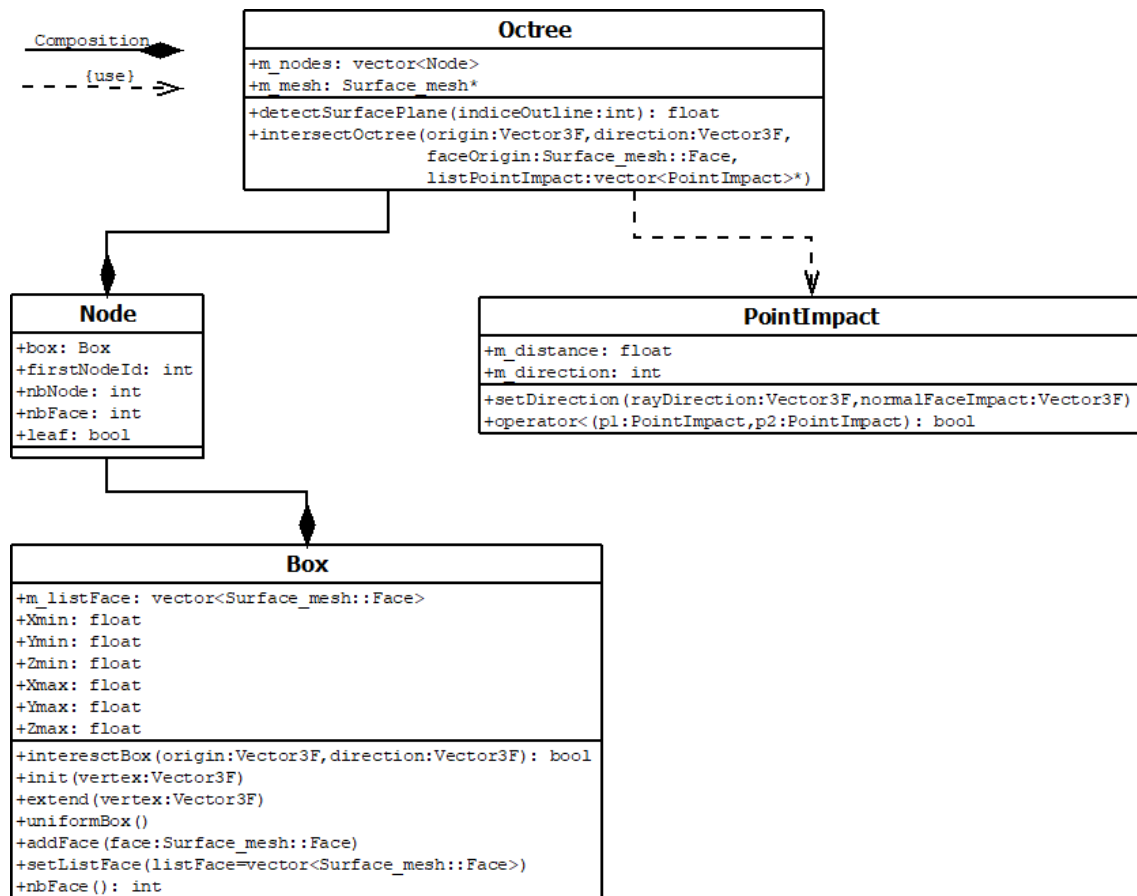 Composition
{use}
Octree
+m_nodes: vector<Node>
+m_mesh: Surface_mesh*
+detectSurfacePlane(indiceOutline:int): float
+intersectOctree(origin:Vector3F,direction:Vector3F,
faceOrigin:Surface_mesh::Face,
listPointImpact:vector<PointImpact>*)
Node
+box: Box
+firstNodeId: int
+nbNode: int
+nbFace: int
+leaf: bool
PointImpact
+m_distance: float
+m_direction: int
+setDirection(rayDirection:Vector3F,normalFaceImpact:Vector3F)
+operator<(p1:PointImpact,p2:PointImpact): bool
Box
+m_listFace: vector<Surface_mesh::Face>
+Xmin: float
+Ymin: float
+Zmin: float
+Xmax: float
+Ymax: float
+Zmax: float
+interesctBox(origin:Vector3F,direction:Vector3F): bool
+init(vertex:Vector3F)
+extend(vertex:Vector3F)
+uniformBox()
+addFace(face:Surface_mesh::Face)
+setListFace(listFace=vector<Surface_mesh::Face>)
+nbFace(): int